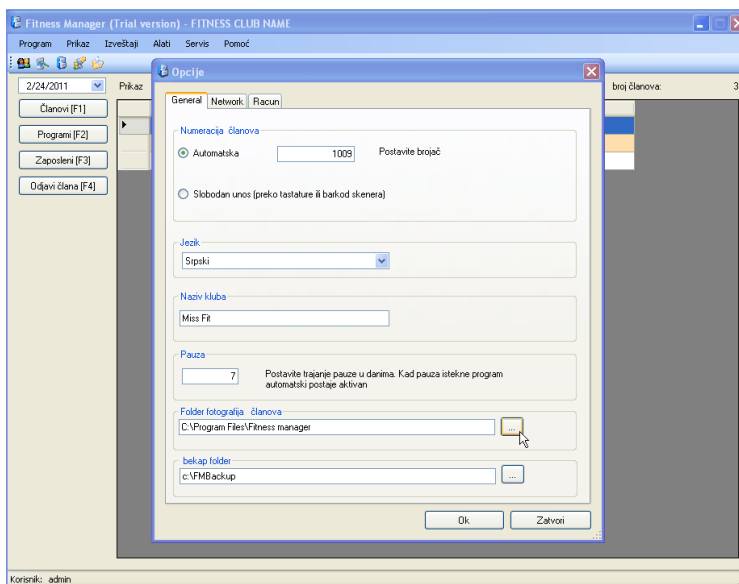 Fitness Manager (Trial version) - FITNESS CLUB NAME
Program Prikaz Izveštaji Alati Servis Pomoć
2/24/2011 Prikaz broj članova: 3
Članovi [F1]
Programi [F2]
Zaposleni [F3]
Odjavi člana [F4]
Opcije
General Network Racun
Numeracija članova
Automatska 1009 Postavite brojač
Slobodan unos (preko tastature ili barkod skenera)
Jezik
Srpski
Naziv kluba
Miss Fit
Pauza
7 Postavite trajanje pauze u danima. Kad pauza istekne program
automatski postaje aktivan
Folder fotografija članova
C:\Program Files\Fitness manager ...
bekap folder
c:\FMBackup ...
Ok Zatvori
Korisnik: admin